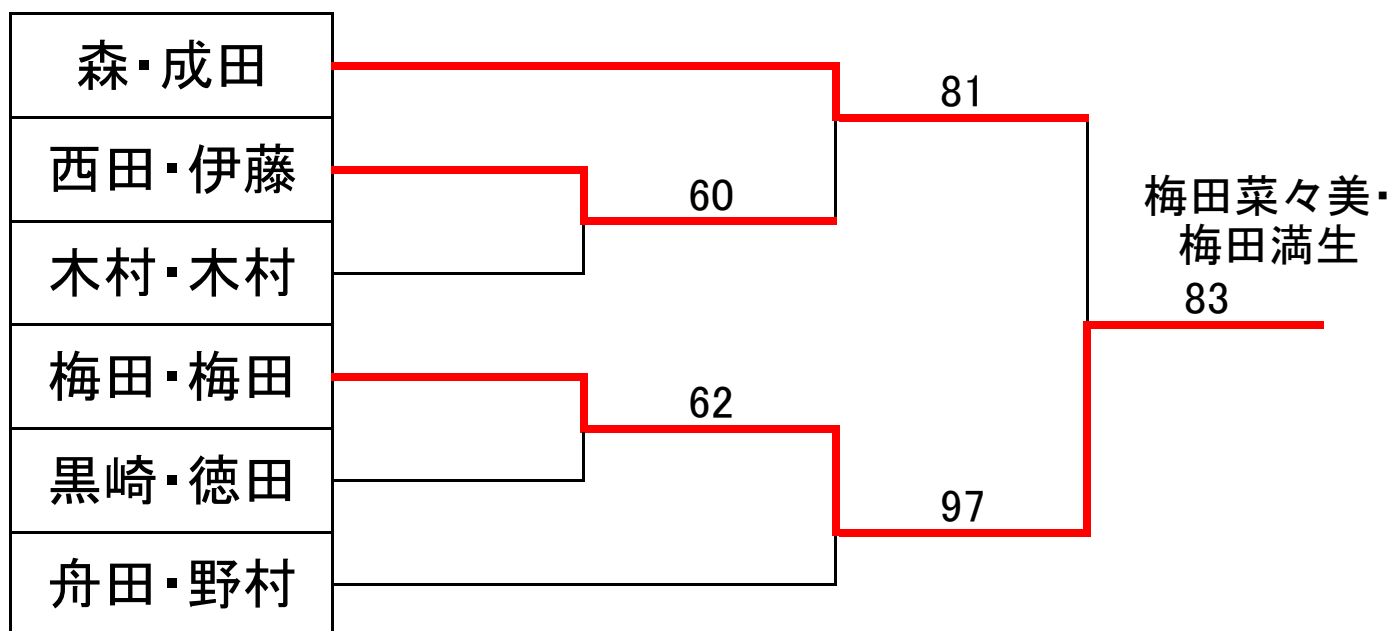 森・成田
西田・伊藤
木村・木村
梅田・梅田
黒崎・徳田
舟田・野村
60
62
81
97
梅田菜々美・
梅田満生
83